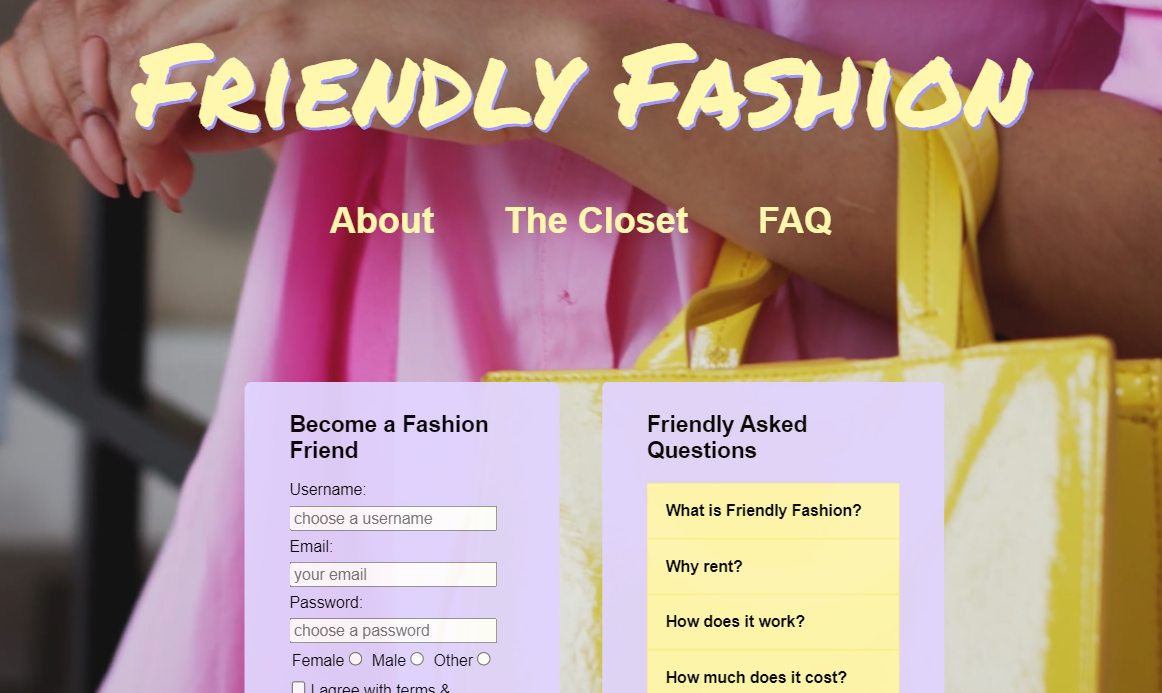 Friendly Fashion
About The Closet FAQ
Become a Fashion
Friend
Username:
choose a username
Email:
your email
Password:
choose a password
Female Male Other
I agree with terms &
Friendly Asked
Questions
What is Friendly Fashion?
Why rent?
How does it work?
How much does it cost?